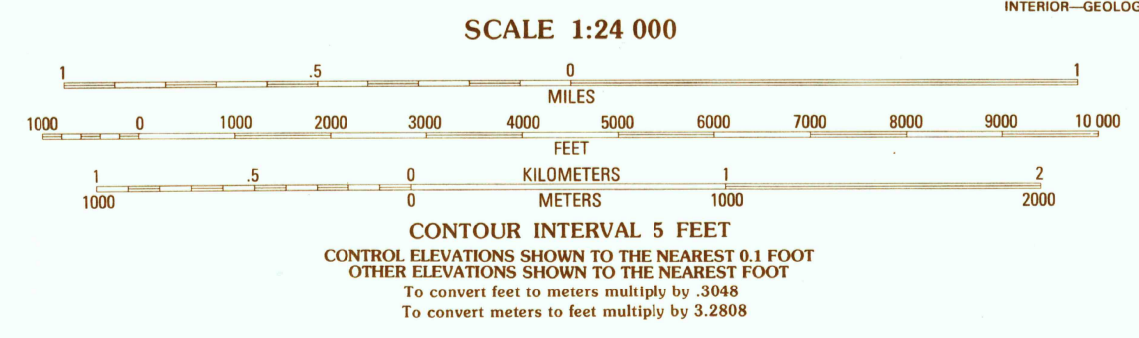 INTERIOR—GEOLOG
SCALE 1:24 000
1 .5 0 1
MILES
1000 0 1000 2000 3000 4000 5000 6000 7000 8000 9000 10 000
FEET
1 .5 0 KILOMETERS 1 2
1000 0 METERS 1000 2000
CONTOUR INTERVAL 5 FEET
CONTROL ELEVATIONS SHOWN TO THE NEAREST 0.1 FOOT
OTHER ELEVATIONS SHOWN TO THE NEAREST FOOT
To convert feet to meters multiply by .3048
To convert meters to feet multiply by 3.2808